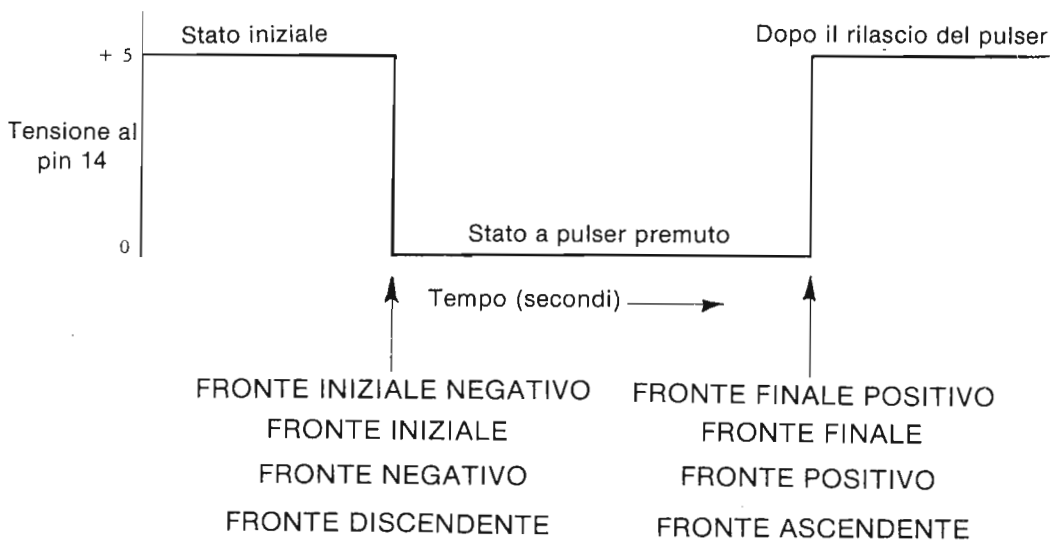 Stato iniziale
Dopo il rilascio del pulser
+ 5
Tensione al
pin 14
Stato a pulser premuto
0
Tempo (secondi)
FRONTE INIZIALE NEGATIVO
FRONTE INIZIALE
FRONTE NEGATIVO
FRONTE DISCENDENTE
FRONTE FINALE POSITIVO
FRONTE FINALE
FRONTE POSITIVO
FRONTE ASCENDENTE